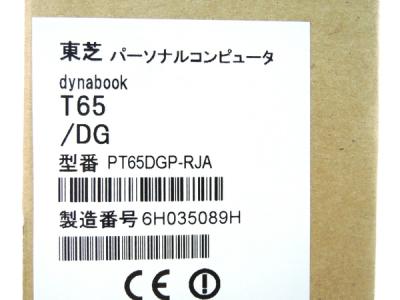 東芝 パーソナルコンピュータ
dynabook
T65
/DG
型番 PT65DGP-RJA
製造番号 6H035089H
CE